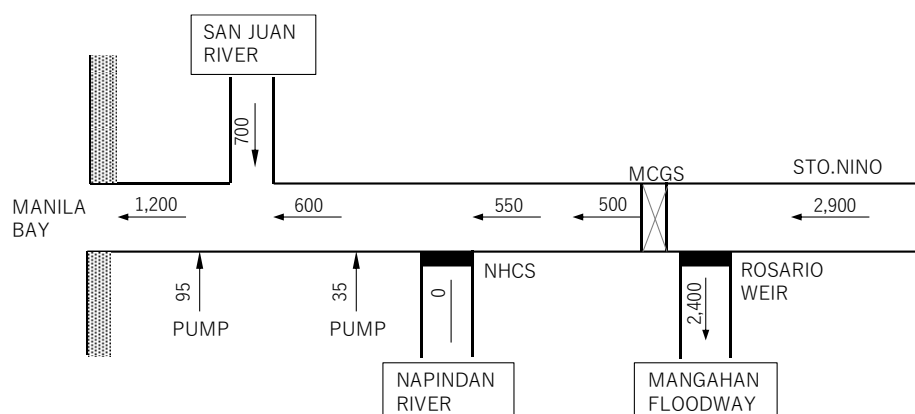 SAN JUAN
RIVER
700
MCGS
STO.NINO
MANILA
BAY
1,200
600
550
500
2,900
95
PUMP
35
PUMP
NHCS
0
ROSARIO
WEIR
2,400
NAPINDAN
RIVER
MANGAHAN
FLOODWAY